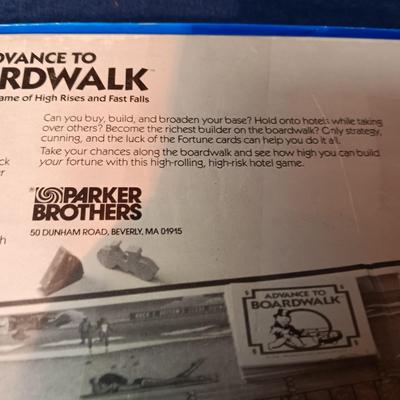 DVANCE TO
ARDWALK™
ame of High Rises and Fast Falls
Can you buy, build, and broaden your base? Hold onto hotels while taking
over others? Become the richest builder on the boardwalk? Only strategy,
cunning, and the luck of the Fortune cards can help you do it all.
Take your chances along the boardwalk and see how high you can build
your fortune with this high-rolling, high-risk hotel game.
ck
er
PARKER
BROTHERS
50 DUNHAM ROAD, BEVERLY, MA 01915
h
ADVANCE TO
BOARDWALK